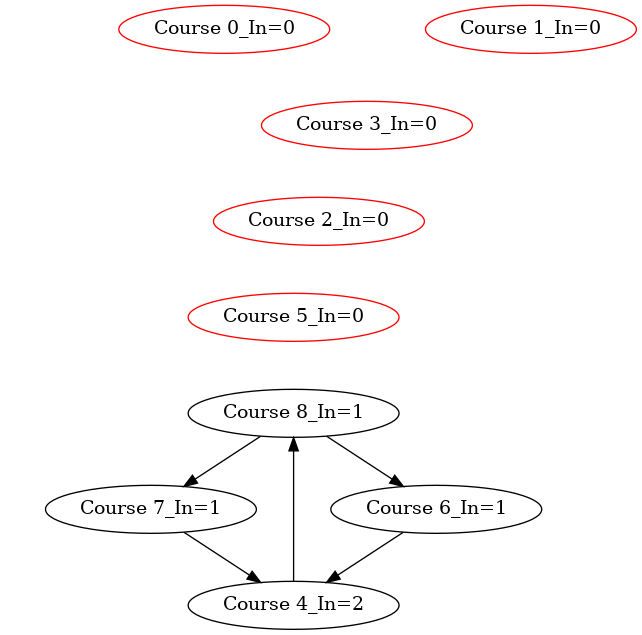 Course 0_In=0
Course 1_In=0
Course 3_In=0
Course 2_In=0
Course 5_In=0
Course 8_In=1
Course 7_In=1
Course 6_In=1
Course 4_In=2